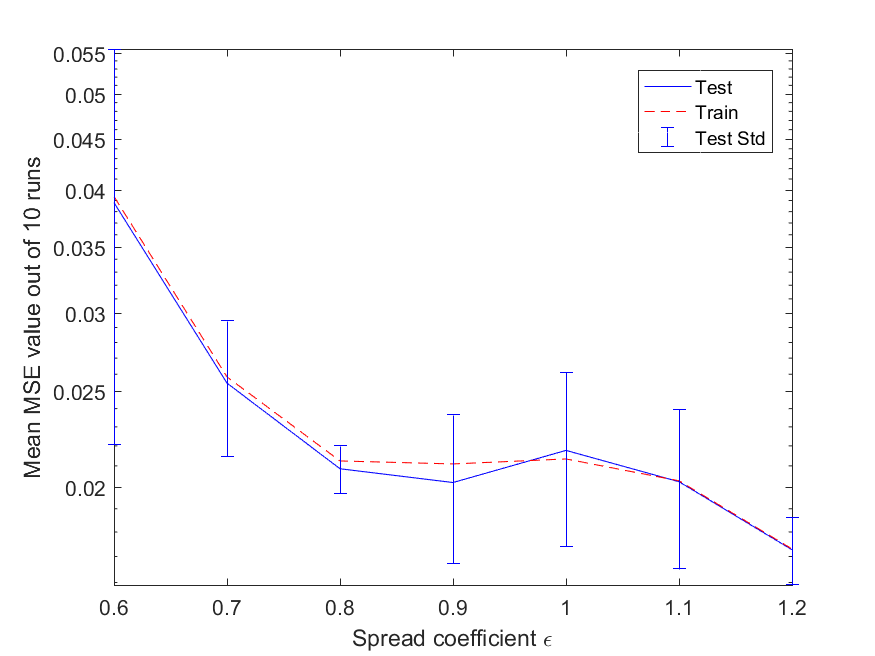 0.055
0.05
0.045
0.04
0.035
0.03
0.025
0.02
Mean MSE value out of 10 runs
Test
Train
Test Std
0.6 0.7 0.8 0.9 1 1.1 1.2
Spread coefficient ϵ